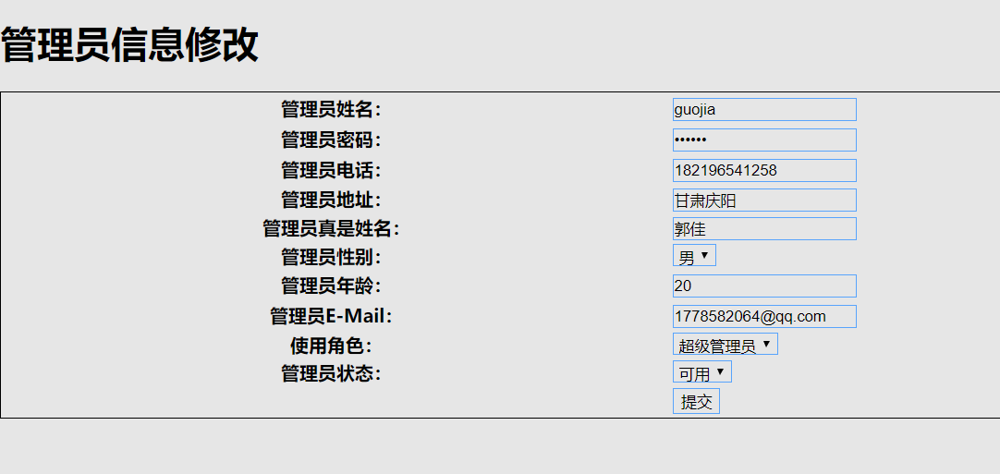 管理员信息修改
管理员姓名： guojia
管理员密码： ••••••
管理员电话： 182196541258
管理员地址： 甘肃庆阳
管理员真是姓名： 郭佳
管理员性别： 男
管理员年龄： 20
管理员E-Mail： 1778582064@qq.com
使用角色： 超级管理员
管理员状态： 可用
提交